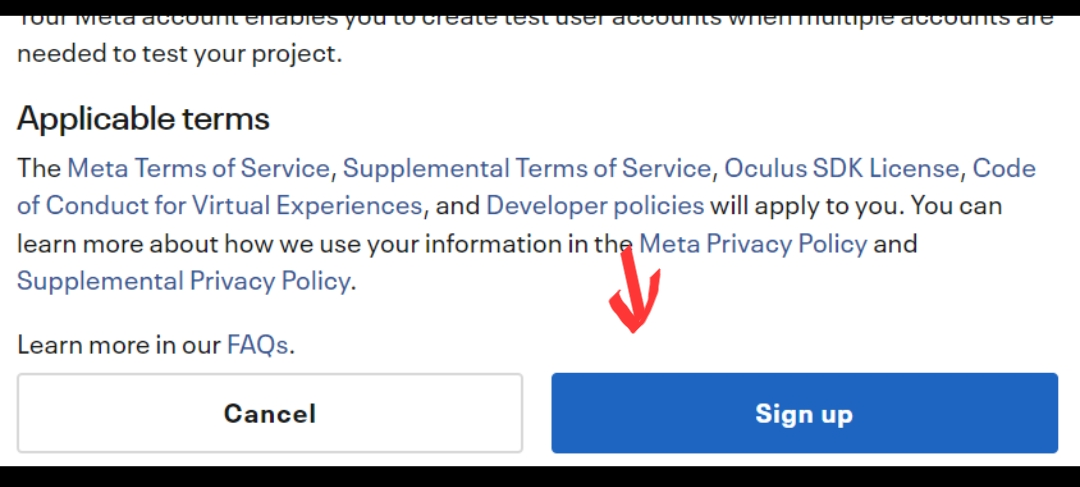 Your Meta account enables you to create test user accounts when multiple accounts are
needed to test your project.
Applicable terms
The Meta Terms of Service, Supplemental Terms of Service, Oculus SDK License, Code
of Conduct for Virtual Experiences, and Developer policies will apply to you. You can
learn more about how we use your information in the Meta Privacy Policy and
Supplemental Privacy Policy.
Learn more in our FAQs.
Cancel
Sign up